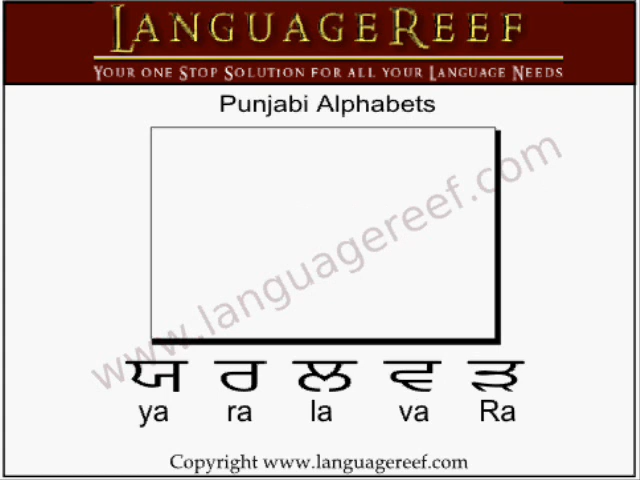 LANGUAGEREEF
YOUR ONE STOP SOLUTION FOR ALL YOUR LANGUAGE NEEDS
Punjabi Alphabets
www.languagereef.com
ਯ ਰ ਲ ਵ ੜ
ya ra la va Ra
Copyright www.languagereef.com